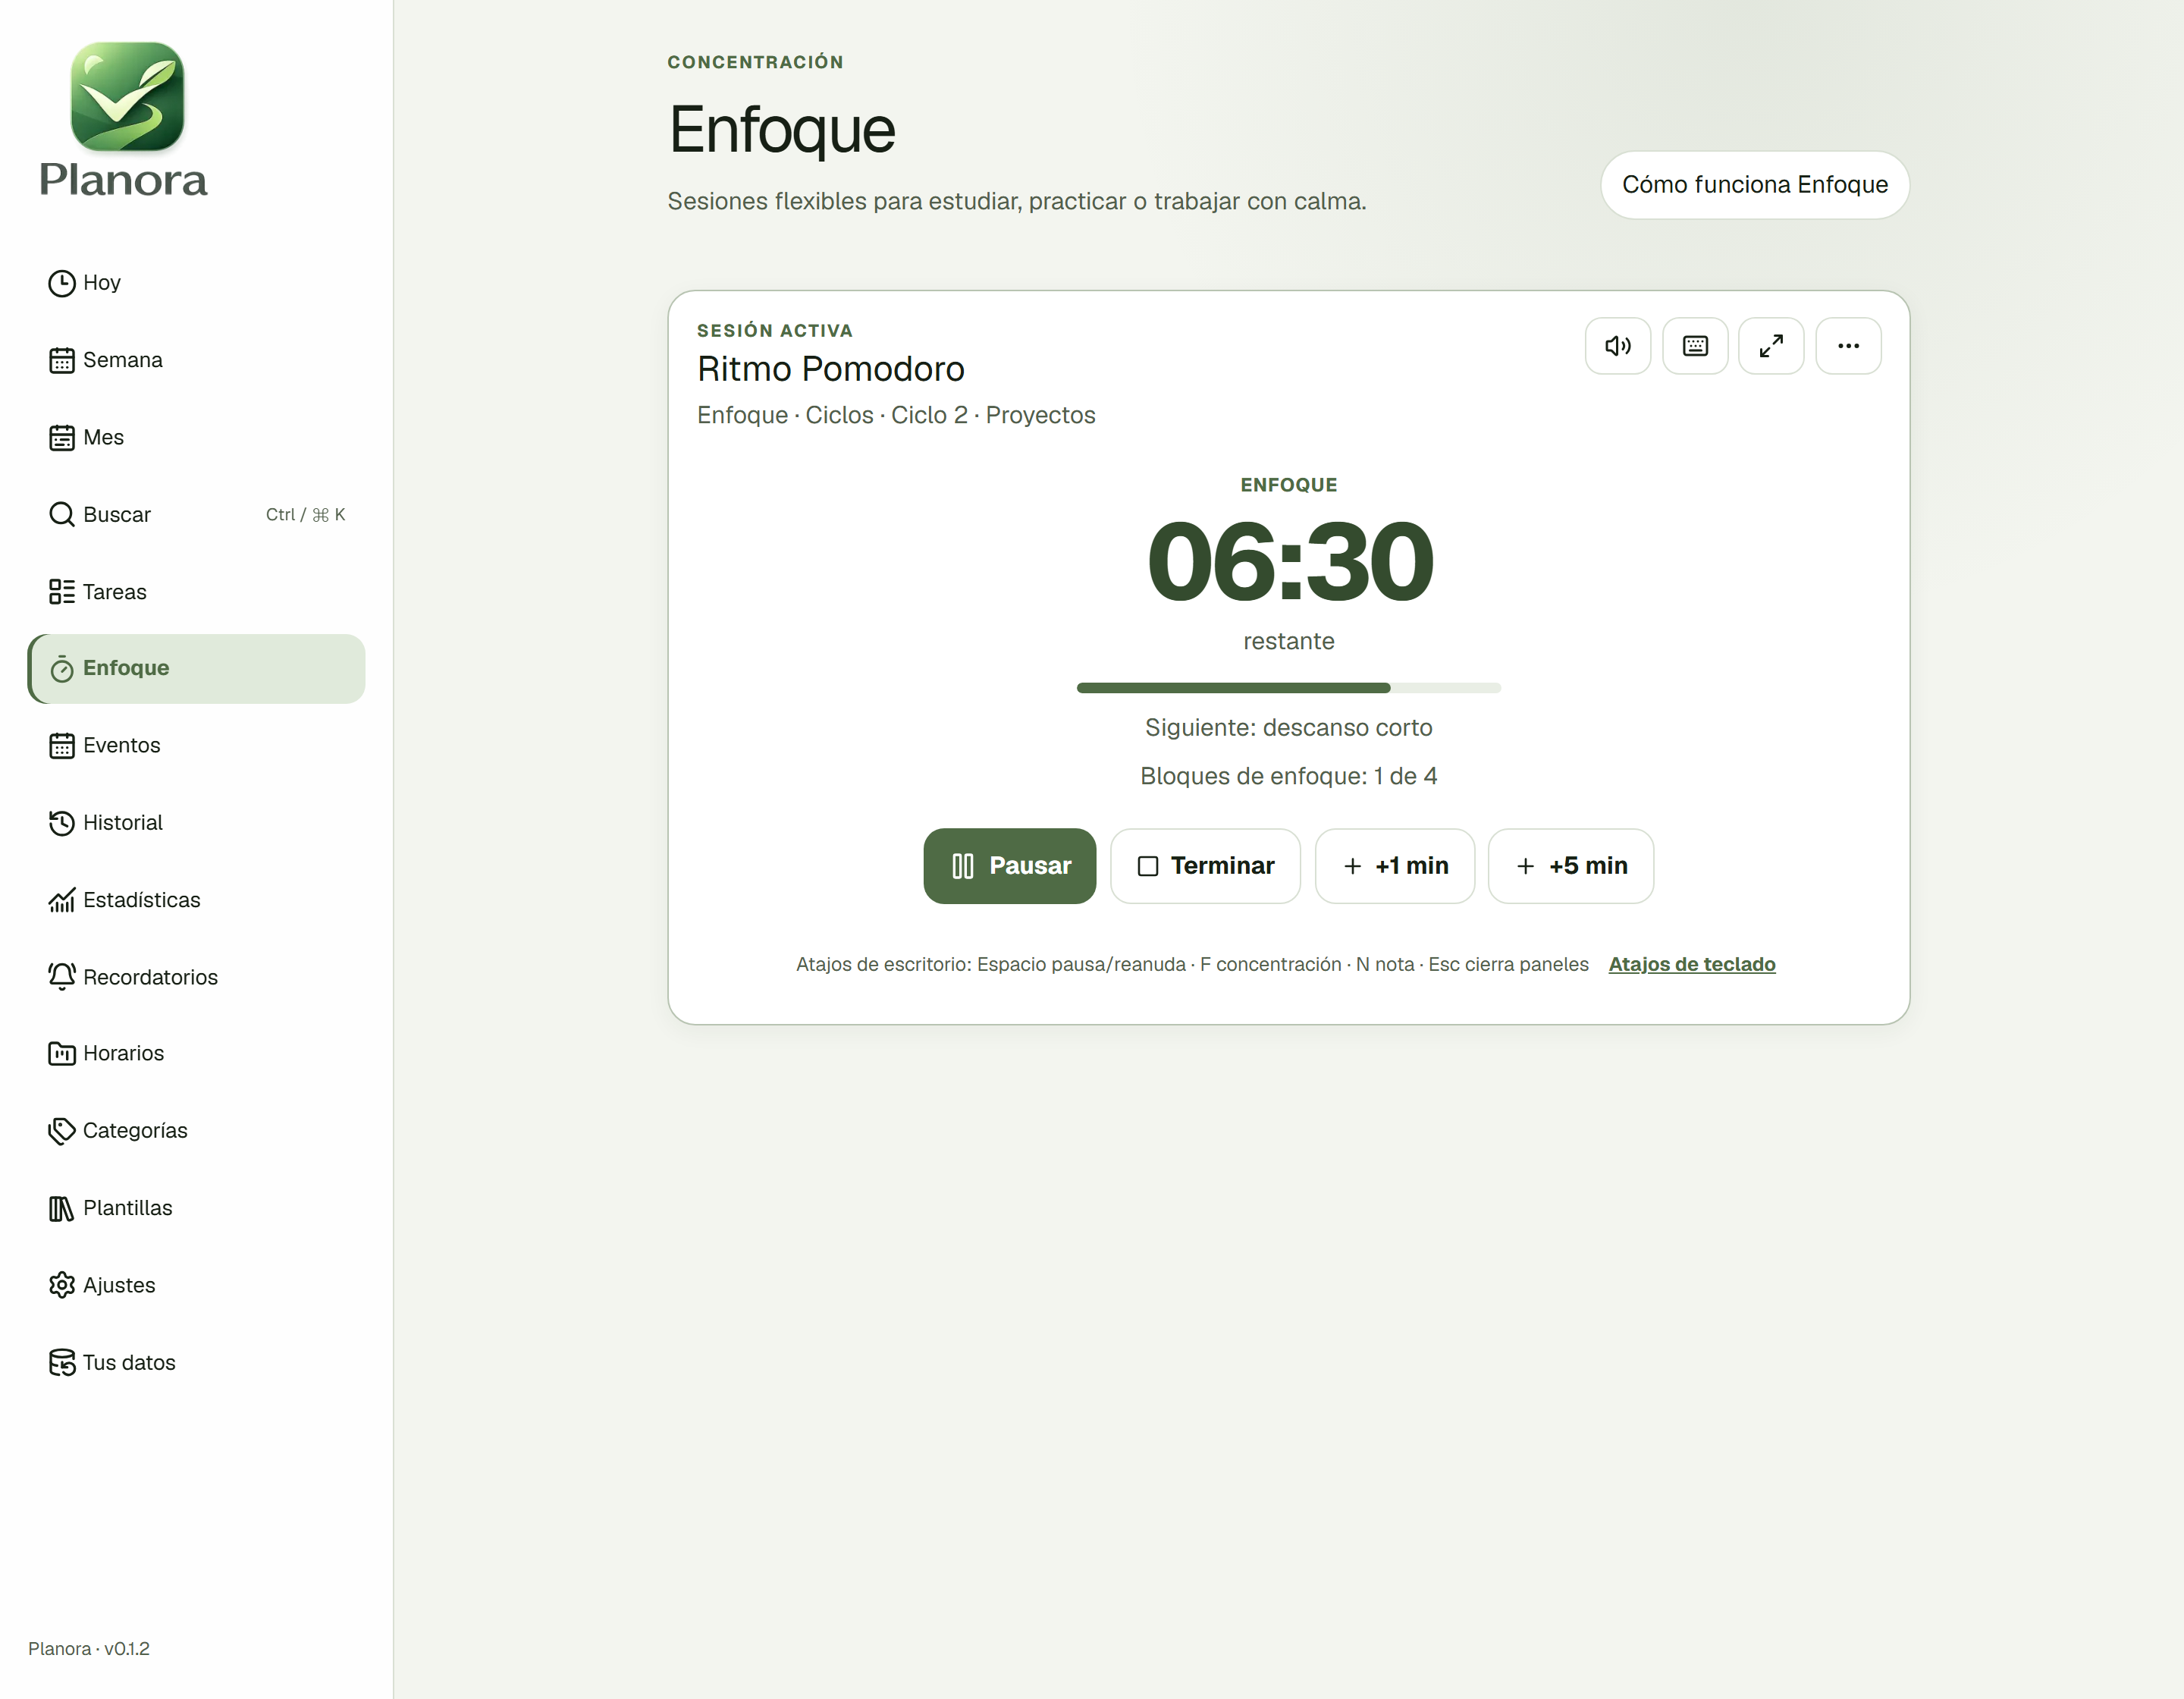 Planora
Hoy
Semana
Mes
Buscar Ctrl / ⌘ K
Tareas
Enfoque
Eventos
Historial
Estadísticas
Recordatorios
Horarios
Categorías
Plantillas
Ajustes
Tus datos
Planora · v0.1.2
CONCENTRACIÓN
Enfoque
Sesiones flexibles para estudiar, practicar o trabajar con calma.
Cómo funciona Enfoque
SESIÓN ACTIVA
Ritmo Pomodoro
Enfoque · Ciclos · Ciclo 2 · Proyectos
ENFOQUE
06:30
restante
Siguiente: descanso corto
Bloques de enfoque: 1 de 4
Pausar Terminar +1 min +5 min
Atajos de escritorio: Espacio pausa/reanuda · F concentración · N nota · Esc cierra paneles Atajos de teclado